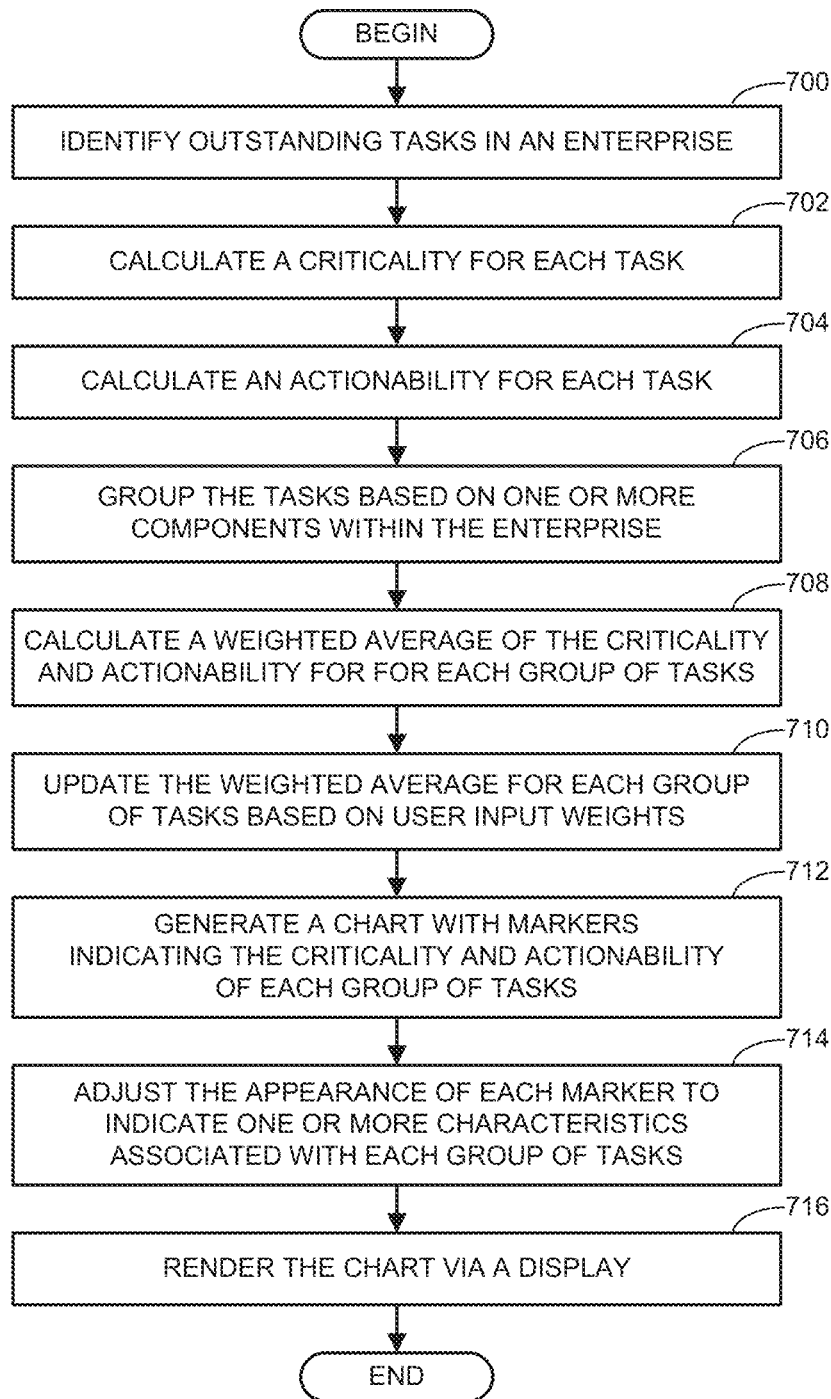 BEGIN
700
IDENTIFY OUTSTANDING TASKS IN AN ENTERPRISE
702
CALCULATE A CRITICALITY FOR EACH TASK
704
CALCULATE AN ACTIONABILITY FOR EACH TASK
706
GROUP THE TASKS BASED ON ONE OR MORE
COMPONENTS WITHIN THE ENTERPRISE
708
CALCULATE A WEIGHTED AVERAGE OF THE CRITICALITY
AND ACTIONABILITY FOR FOR EACH GROUP OF TASKS
710
UPDATE THE WEIGHTED AVERAGE FOR EACH GROUP
OF TASKS BASED ON USER INPUT WEIGHTS
712
GENERATE A CHART WITH MARKERS
INDICATING THE CRITICALITY AND ACTIONABILITY
OF EACH GROUP OF TASKS
714
ADJUST THE APPEARANCE OF EACH MARKER TO
INDICATE ONE OR MORE CHARACTERISTICS
ASSOCIATED WITH EACH GROUP OF TASKS
716
RENDER THE CHART VIA A DISPLAY
END